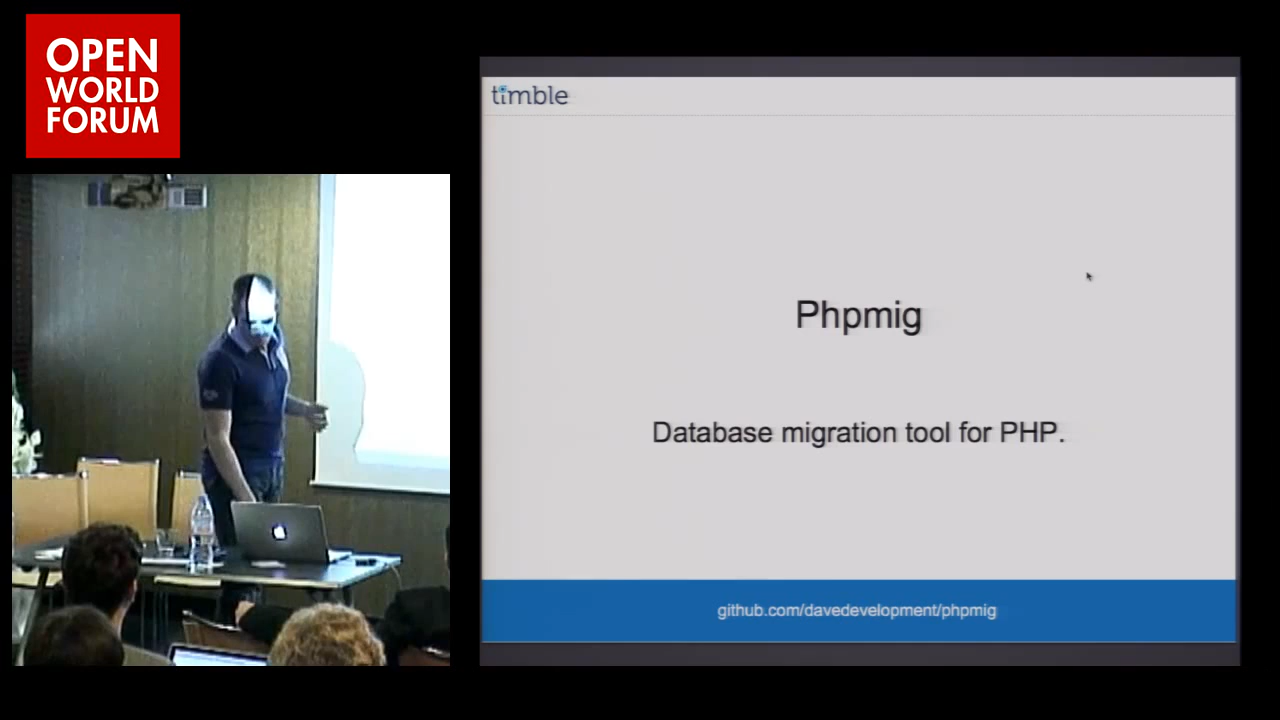 OPEN
WORLD
FORUM
timble
Phpmig
Database migration tool for PHP.
github.com/davedevelopment/phpmig